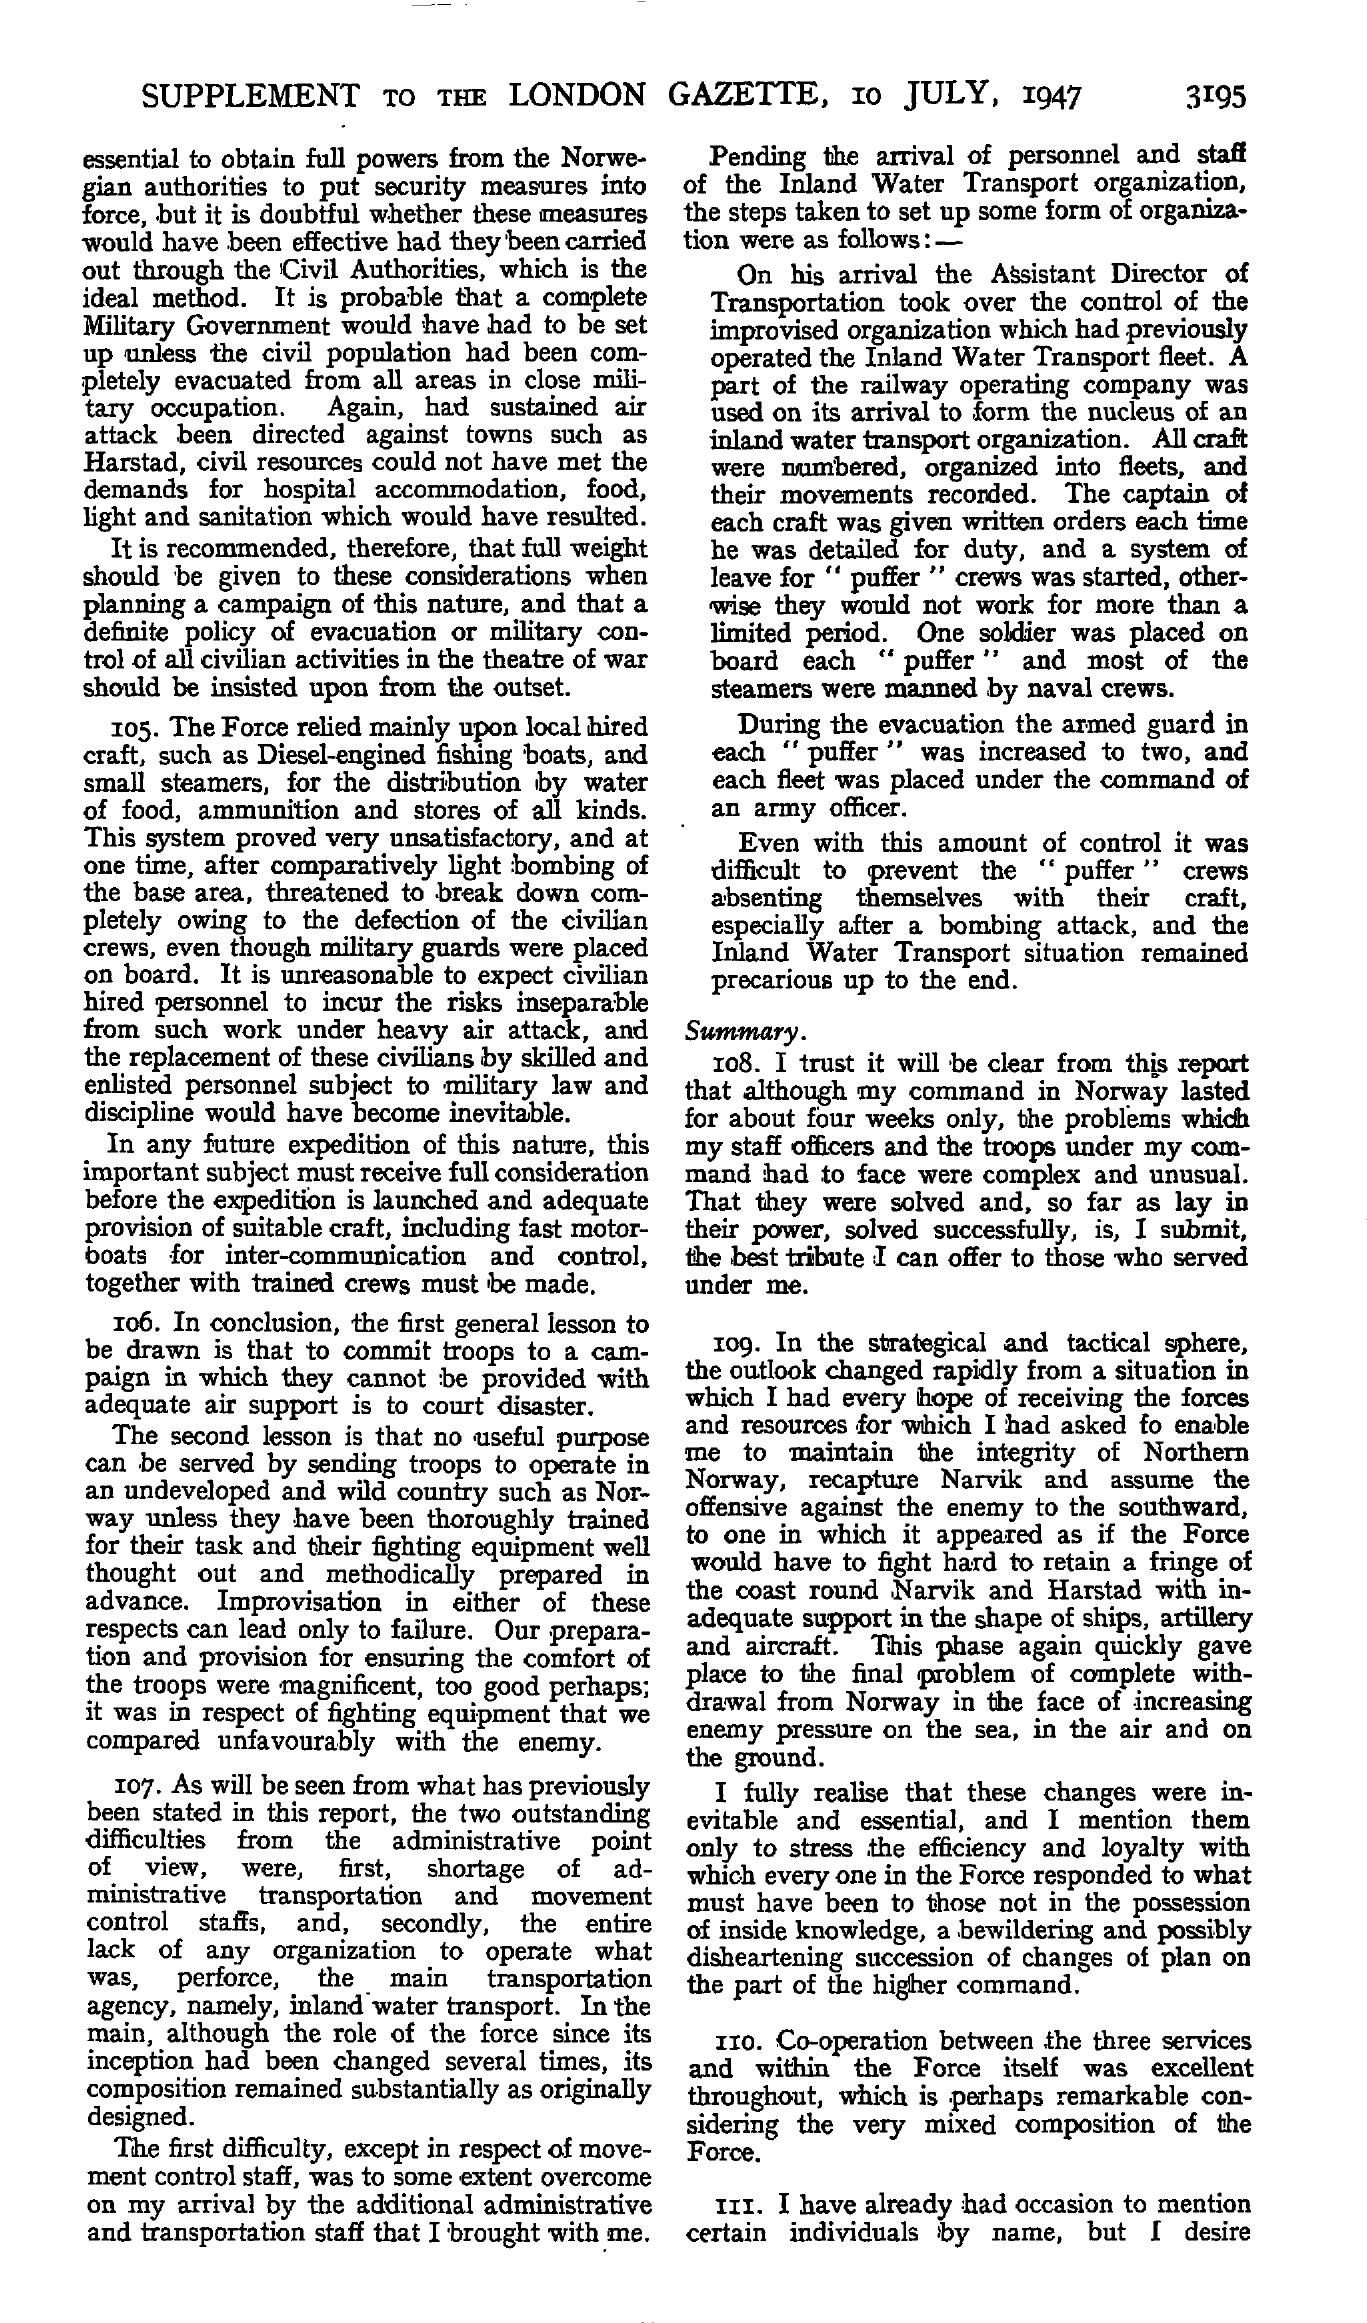 SUPPLEMENT TO THE LONDON GAZETTE, 10 JULY, 1947 3195
essential to obtain full powers from the Norwe-
gian authorities to put security measures into
force, but it is doubtful whether these measures
would have been effective had they been carried
out through the Civil Authorities, which is the
ideal method. It is probable that a complete
Military Government would have had to be set
up unless the civil population had been com-
pletely evacuated from all areas in close mili-
tary occupation. Again, had sustained air
attack been directed against towns such as
Harstad, civil resources could not have met the
demands for hospital accommodation, food,
light and sanitation which would have resulted.
It is recommended, therefore, that full weight
should be given to these considerations when
planning a campaign of this nature, and that a
definite policy of evacuation or military con-
trol of all civilian activities in the theatre of war
should be insisted upon from the outset.
105. The Force relied mainly upon local hired
craft, such as Diesel-engined fishing boats, and
small steamers, for the distribution by water
of food, ammunition and stores of all kinds.
This system proved very unsatisfactory, and at
one time, after comparatively light bombing of
the base area, threatened to break down com-
pletely owing to the defection of the civilian
crews, even though military guards were placed
on board. It is unreasonable to expect civilian
hired personnel to incur the risks inseparable
from such work under heavy air attack, and
the replacement of these civilians by skilled and
enlisted personnel subject to military law and
discipline would have become inevitable.
In any future expedition of this nature, this
important subject must receive full consideration
before the expedition is launched and adequate
provision of suitable craft, including fast motor-
boats for inter-communication and control,
together with trained crews must be made.
106. In conclusion, the first general lesson to
be drawn is that to commit troops to a cam-
paign in which they cannot be provided with
adequate air support is to court disaster.
The second lesson is that no useful purpose
can be served by sending troops to operate in
an undeveloped and wild country such as Nor-
way unless they have been thoroughly trained
for their task and their fighting equipment well
thought out and methodically prepared in
advance. Improvisation in either of these
respects can lead only to failure. Our prepara-
tion and provision for ensuring the comfort of
the troops were magnificent, too good perhaps;
it was in respect of fighting equipment that we
compared unfavourably with the enemy.
107. As will be seen from what has previously
been stated in this report, the two outstanding
difficulties from the administrative point
of view, were, first, shortage of ad-
ministrative transportation and movement
control staffs, and, secondly, the entire
lack of any organization to operate what
was, perforce, the main transportation
agency, namely, inland water transport. In the
main, although the role of the force since its
inception had been changed several times, its
composition remained substantially as originally
designed.
The first difficulty, except in respect of move-
ment control staff, was to some extent overcome
on my arrival by the additional administrative
and transportation staff that I brought with me.
Pending the arrival of personnel and staff
of the Inland Water Transport organization,
the steps taken to set up some form of organiza-
tion were as follows:—
On his arrival the Assistant Director of
Transportation took over the control of the
improvised organization which had previously
operated the Inland Water Transport fleet. A
part of the railway operating company was
used on its arrival to form the nucleus of an
inland water transport organization. All craft
were numbered, organized into fleets, and
their movements recorded. The captain of
each craft was given written orders each time
he was detailed for duty, and a system of
leave for " puffer " crews was started, other-
wise they would not work for more than a
limited period. One soldier was placed on
board each " puffer " and most of the
steamers were manned by naval crews.
During the evacuation the armed guard in
each " puffer " was increased to two, and
each fleet was placed under the command of
an army officer.
Even with this amount of control it was
difficult to prevent the " puffer " crews
absenting themselves with their craft,
especially after a bombing attack, and the
Inland Water Transport situation remained
precarious up to the end.
Summary.
108. I trust it will be clear from this report
that although my command in Norway lasted
for about four weeks only, the problems which
my staff officers and the troops under my com-
mand had to face were complex and unusual.
That they were solved and, so far as lay in
their power, solved successfully, is, I submit,
the best tribute I can offer to those who served
under me.
109. In the strategical and tactical sphere,
the outlook changed rapidly from a situation in
which I had every hope of receiving the forces
and resources for which I had asked to enable
me to maintain the integrity of Northern
Norway, recapture Narvik and assume the
offensive against the enemy to the southward,
to one in which it appeared as if the Force
would have to fight hard to retain a fringe of
the coast round Narvik and Harstad with in-
adequate support in the shape of ships, artillery
and aircraft. This phase again quickly gave
place to the final problem of complete with-
drawal from Norway in the face of increasing
enemy pressure on the sea, in the air and on
the ground.
I fully realise that these changes were in-
evitable and essential, and I mention them
only to stress the efficiency and loyalty with
which every one in the Force responded to what
must have been to those not in the possession
of inside knowledge, a bewildering and possibly
disheartening succession of changes of plan on
the part of the higher command.
110. Co-operation between the three services
and within the Force itself was excellent
throughout, which is perhaps remarkable con-
sidering the very mixed composition of the
Force.
111. I have already had occasion to mention
certain individuals by name, but I desire